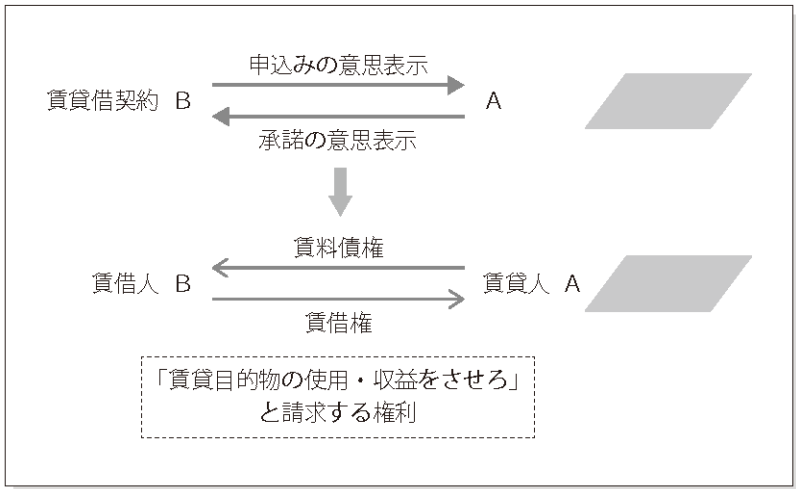 申込みの意思表示
賃貸借契約 B A
承諾の意思表示
賃料債権
賃借人 B 賃貸人 A
賃借権
「賃貸目的物の使用・収益をさせろ」
と請求する権利